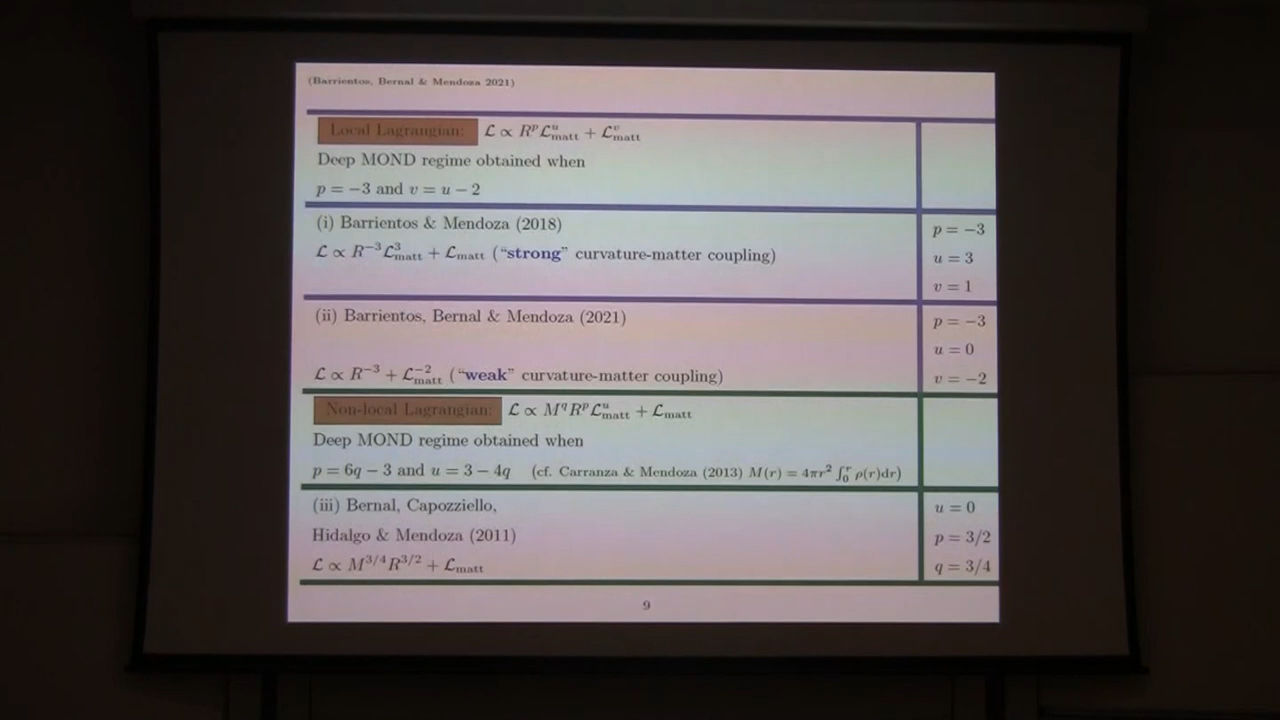 (Barrientos, Bernal & Mendoza 2021)
Local Lagrangian: ℒ ∝ R^p ℒ^u_matt + ℒ^v_matt
Deep MOND regime obtained when
p = −3 and v = u − 2
(i) Barrientos & Mendoza (2018)
ℒ ∝ R^−3 ℒ^3_matt + ℒ_matt ("strong" curvature-matter coupling)
p = −3
u = 3
v = 1
(ii) Barrientos, Bernal & Mendoza (2021)
ℒ ∝ R^−3 + ℒ^−2_matt ("weak" curvature-matter coupling)
p = −3
u = 0
v = −2
Non-local Lagrangian: ℒ ∝ M^q R^p ℒ^u_matt + ℒ_matt
Deep MOND regime obtained when
p = 6q − 3 and u = 3 − 4q (cf. Carranza & Mendoza (2013) M(r) = 4πr^2 ∫_0^r ρ(r)dr)
(iii) Bernal, Capozziello,
Hidalgo & Mendoza (2011)
ℒ ∝ M^3/4 R^3/2 + ℒ_matt
u = 0
p = 3/2
q = 3/4
9